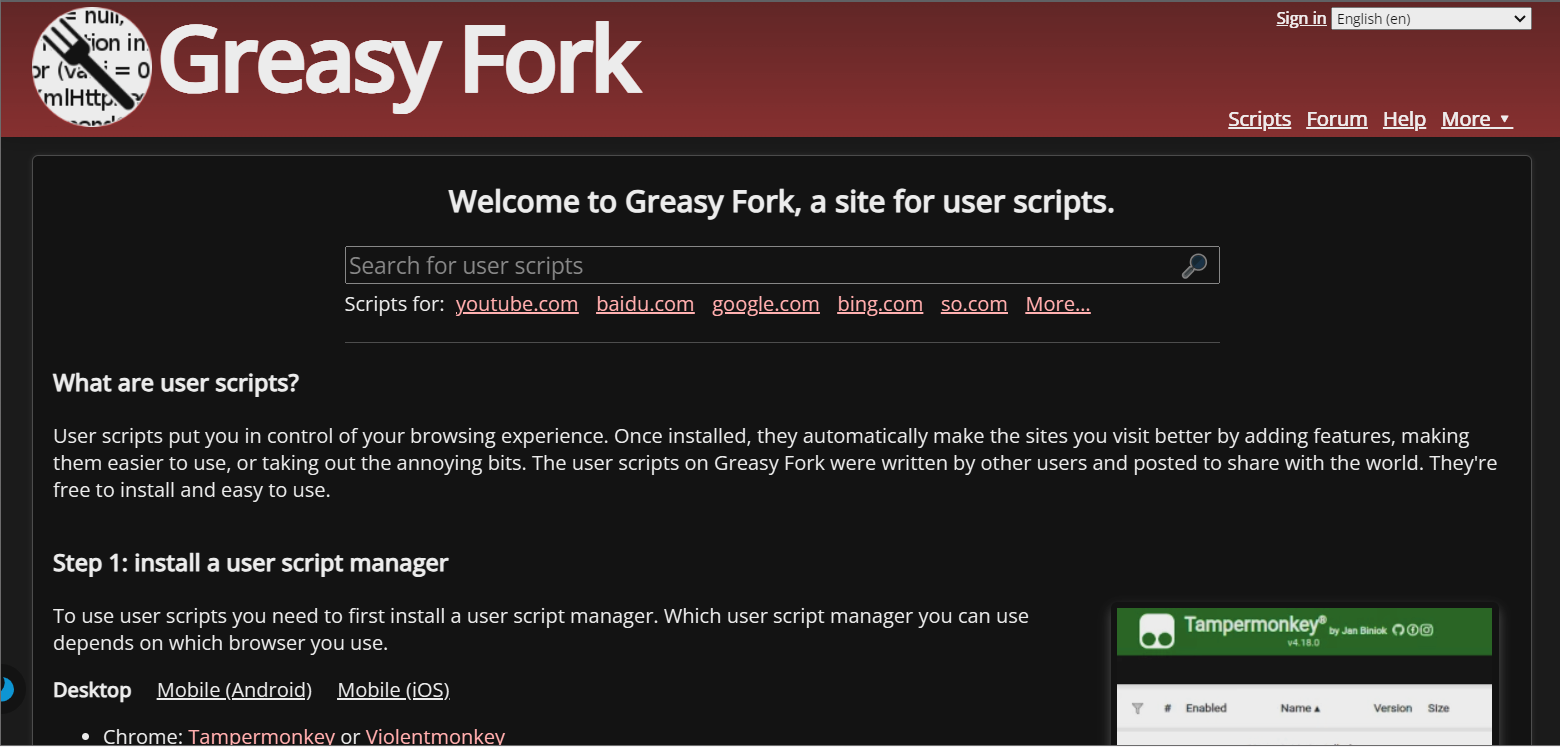 = null,
ion in
or (va i = 0
mlHttp
Greasy Fork
Sign in English (en)
Scripts Forum Help More ▼
Welcome to Greasy Fork, a site for user scripts.
Search for user scripts
Scripts for: youtube.com baidu.com google.com bing.com so.com More...
What are user scripts?
User scripts put you in control of your browsing experience. Once installed, they automatically make the sites you visit better by adding features, making
them easier to use, or taking out the annoying bits. The user scripts on Greasy Fork were written by other users and posted to share with the world. They're
free to install and easy to use.
Step 1: install a user script manager
To use user scripts you need to first install a user script manager. Which user script manager you can use
depends on which browser you use.
Desktop Mobile (Android) Mobile (iOS)
• Chrome: Tampermonkey or Violentmonkey
Tampermonkey® by Jan Biniok
v4.18.0
# Enabled Name ▲ Version Size